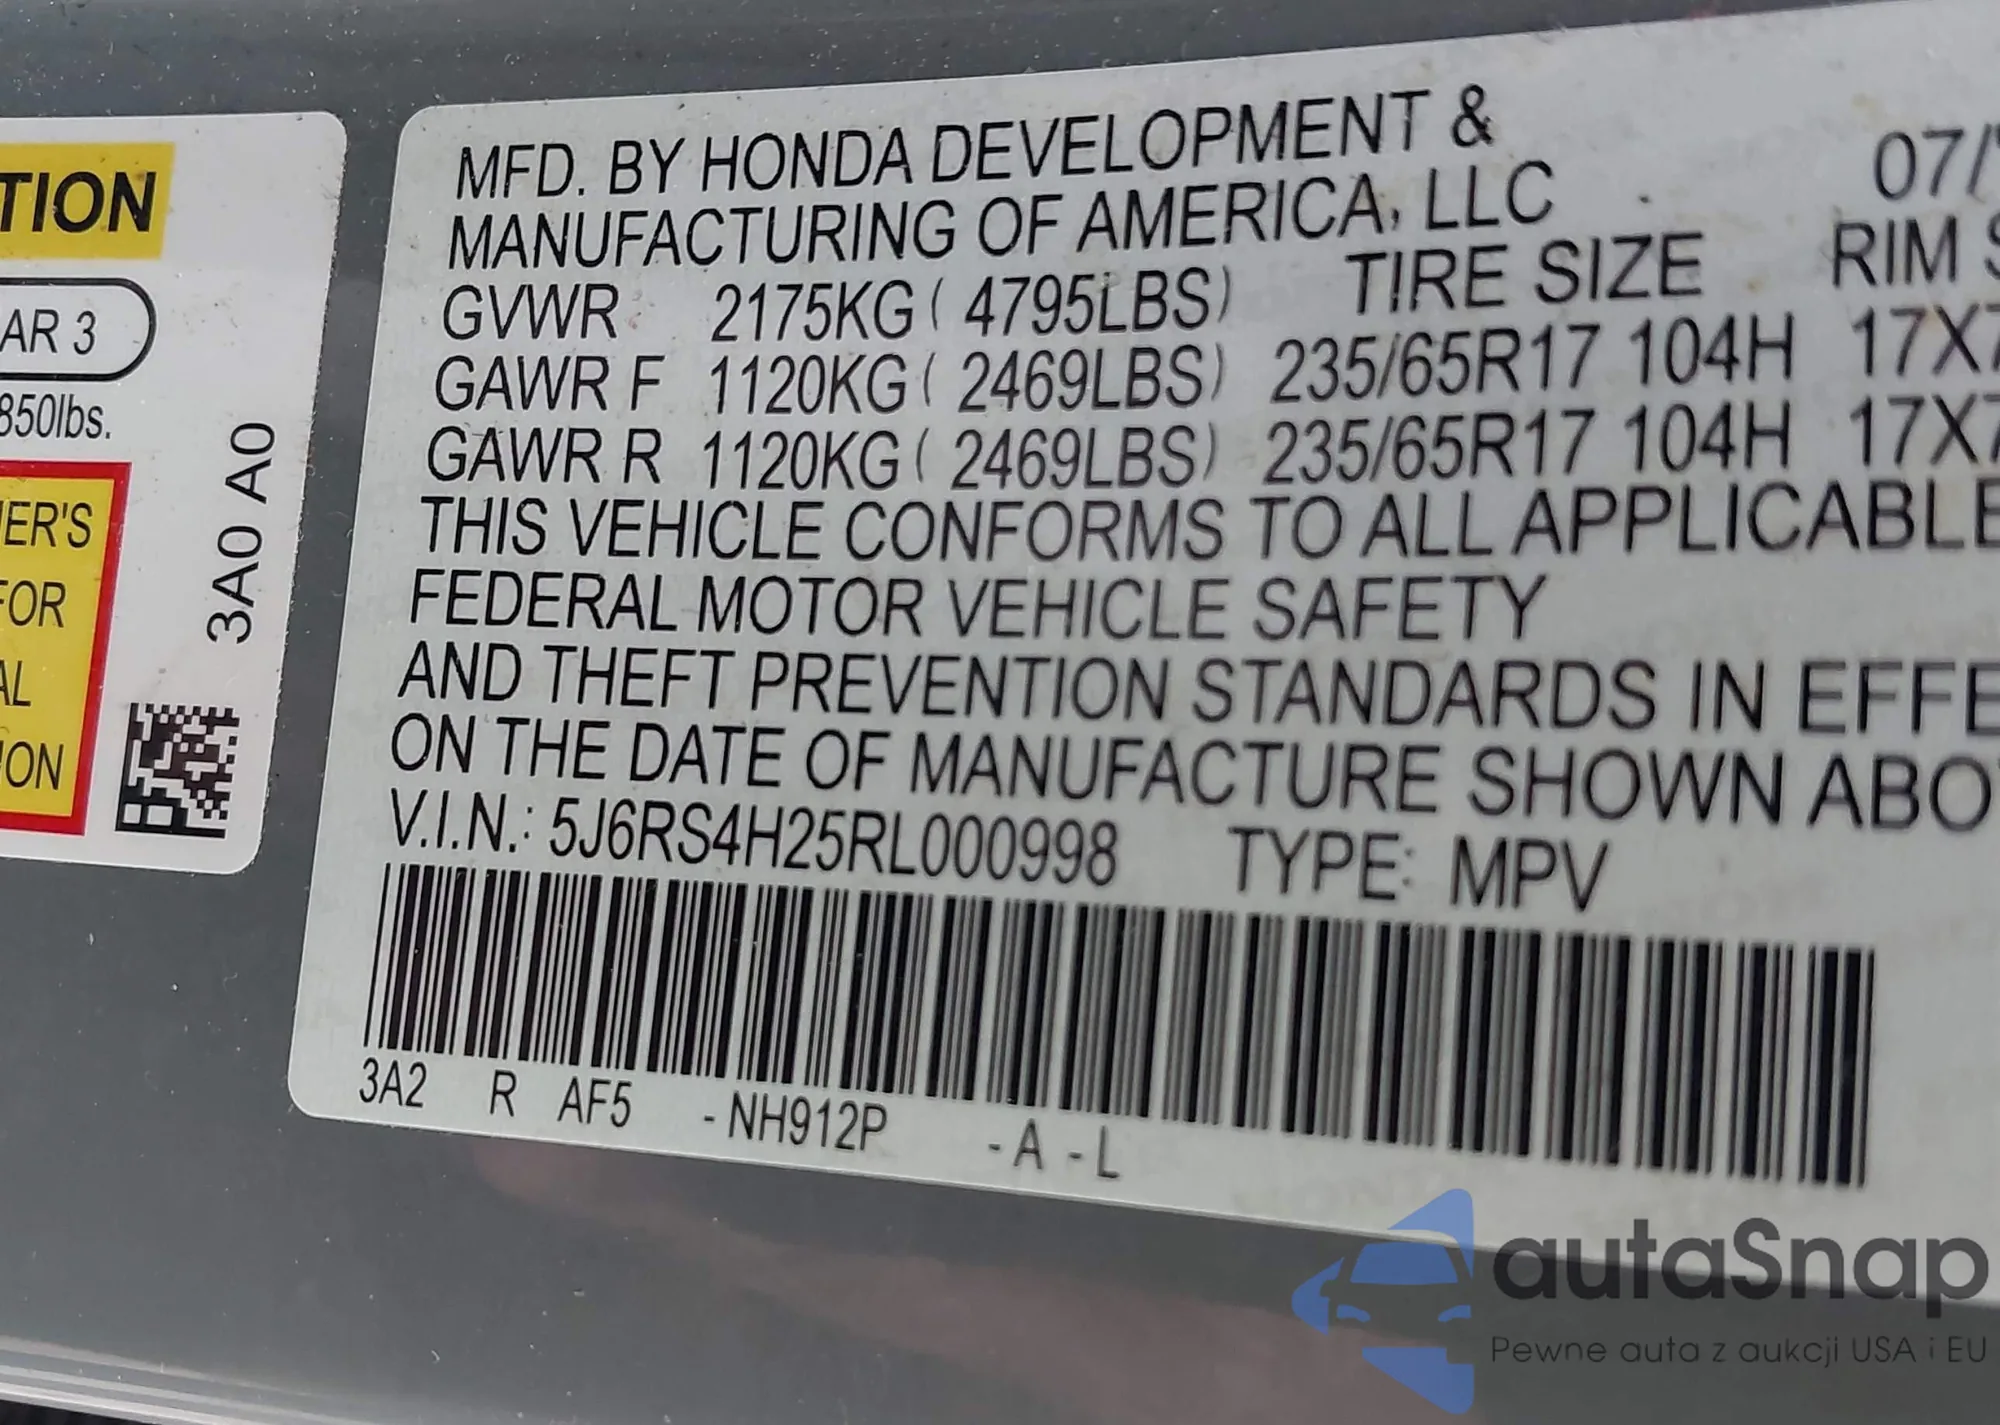 TION
AR 3
850lbs.
ER'S
FOR
AL
ION
3A0 A0
MFD. BY HONDA DEVELOPMENT &
MANUFACTURING OF AMERICA, LLC 07/
GVWR 2175KG ( 4795LBS) TIRE SIZE RIM S
GAWR F 1120KG ( 2469LBS) 235/65R17 104H 17X7
GAWR R 1120KG ( 2469LBS) 235/65R17 104H 17X7
THIS VEHICLE CONFORMS TO ALL APPLICABLE
FEDERAL MOTOR VEHICLE SAFETY
AND THEFT PREVENTION STANDARDS IN EFFE
ON THE DATE OF MANUFACTURE SHOWN ABO
V.I.N.: 5J6RS4H25RL000998 TYPE: MPV
3A2 R AF5 -NH912P -A -L
autaSnap
Pewne auta z aukcji USA i EU